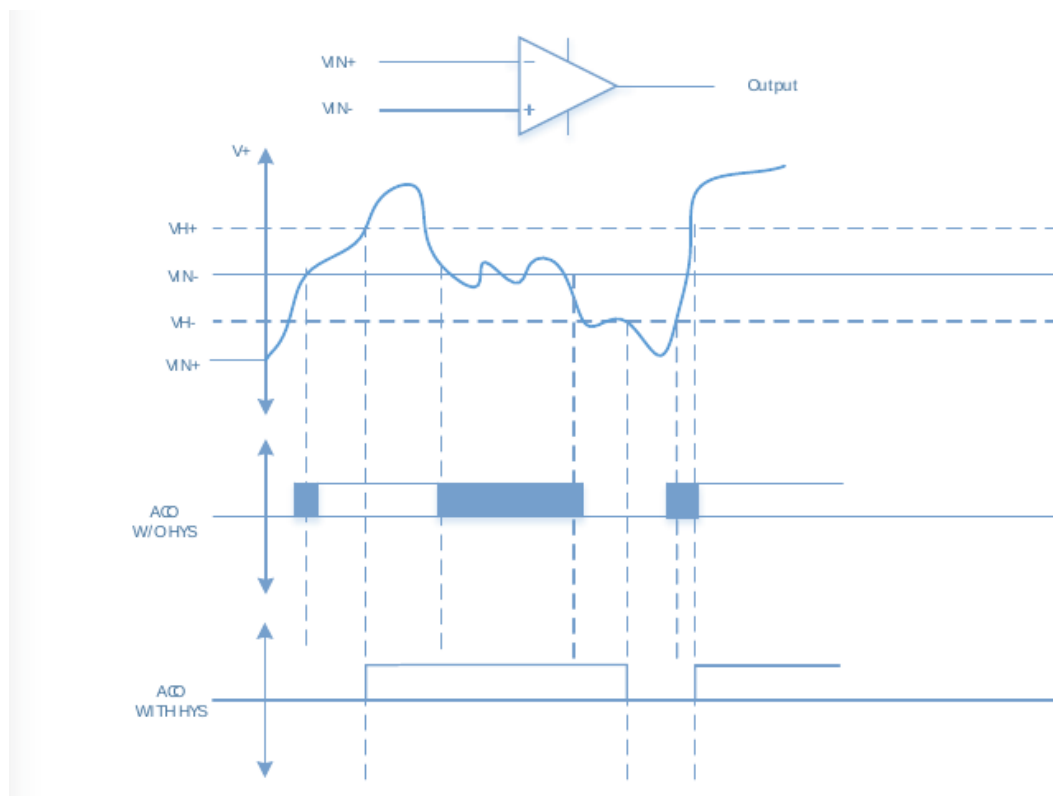 VIN+
−
VIN-
+
Output
V+
VH+
VIN-
VH-
VIN+
ACO
W/O HYS
ACO
WITH HYS